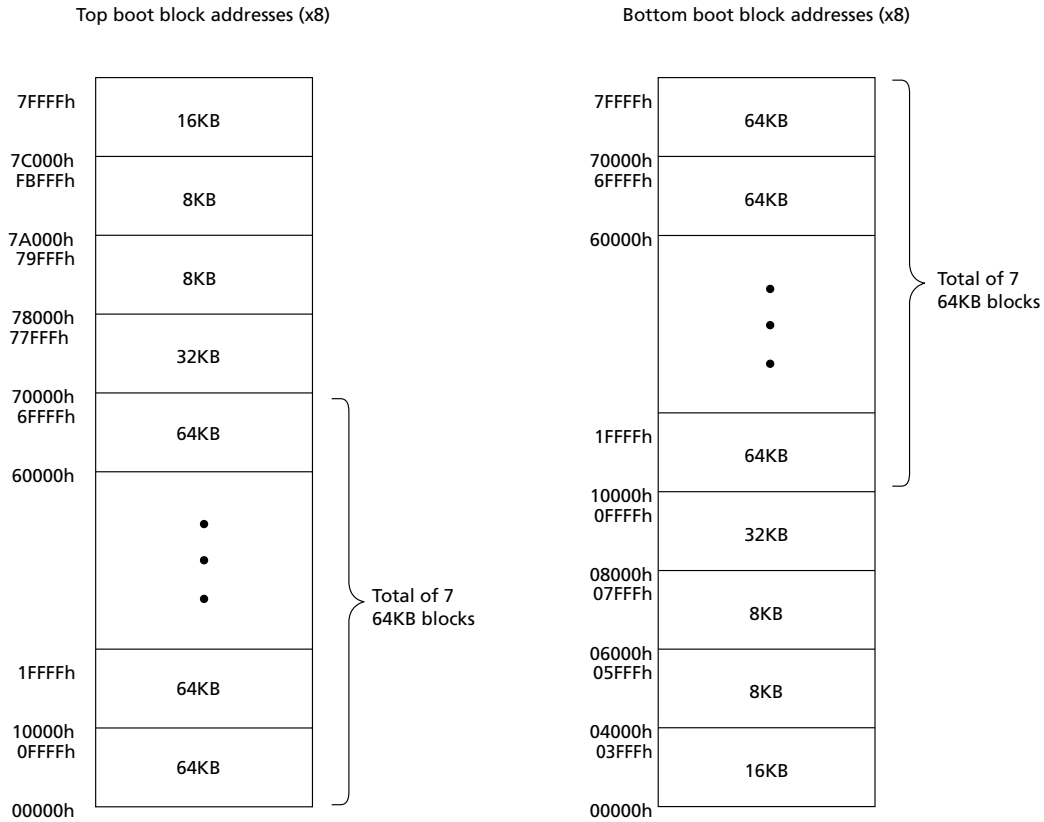 Top boot block addresses (x8)
7FFFFh
16KB
7C000h
FBFFFh
8KB
7A000h
79FFFh
8KB
78000h
77FFFh
32KB
70000h
6FFFFh
64KB
60000h
Total of 7
64KB blocks
1FFFFh
64KB
10000h
0FFFFh
64KB
00000h
Bottom boot block addresses (x8)
7FFFFh
64KB
70000h
6FFFFh
64KB
60000h
Total of 7
64KB blocks
1FFFFh
64KB
10000h
0FFFFh
32KB
08000h
07FFFh
8KB
06000h
05FFFh
8KB
04000h
03FFFh
16KB
00000h